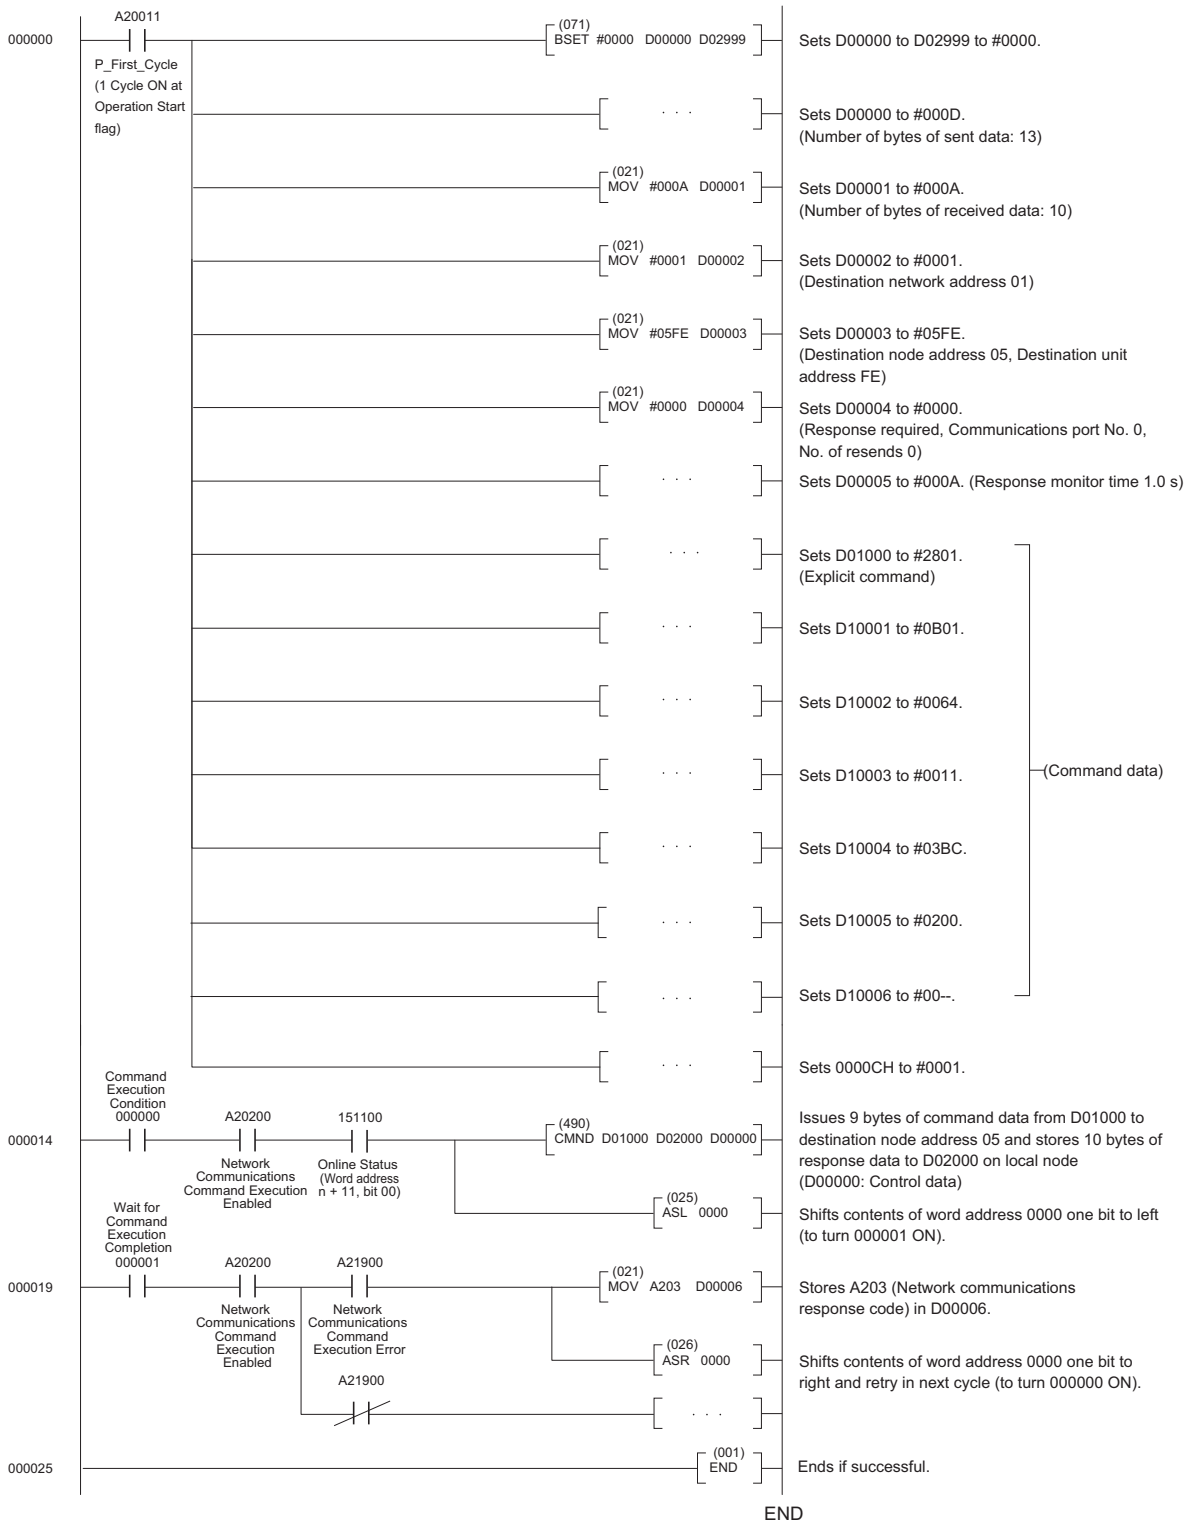 A20011
000000
P_First_Cycle
(1 Cycle ON at
Operation Start
flag)
(071)
BSET #0000 D00000 D02999
Sets D00000 to D02999 to #0000.
. . .
Sets D00000 to #000D.
(Number of bytes of sent data: 13)
(021)
MOV #000A D00001
Sets D00001 to #000A.
(Number of bytes of received data: 10)
(021)
MOV #0001 D00002
Sets D00002 to #0001.
(Destination network address 01)
(021)
MOV #05FE D00003
Sets D00003 to #05FE.
(Destination node address 05, Destination unit
address FE)
(021)
MOV #0000 D00004
Sets D00004 to #0000.
(Response required, Communications port No. 0,
No. of resends 0)
. . .
Sets D00005 to #000A. (Response monitor time 1.0 s)
. . .
Sets D01000 to #2801.
(Explicit command)
. . .
Sets D10001 to #0B01.
. . .
Sets D10002 to #0064.
. . .
Sets D10003 to #0011.
(Command data)
. . .
Sets D10004 to #03BC.
. . .
Sets D10005 to #0200.
. . .
Sets D10006 to #00--.
. . .
Sets 0000CH to #0001.
000014
Command
Execution
Condition
000000
A20200
Network
Communications
Command Execution
Enabled
151100
Online Status
(Word address
n + 11, bit 00)
(490)
CMND D01000 D02000 D00000
Issues 9 bytes of command data from D01000 to
destination node address 05 and stores 10 bytes of
response data to D02000 on local node
(D00000: Control data)
(025)
ASL 0000
Shifts contents of word address 0000 one bit to left
(to turn 000001 ON).
000019
Wait for
Command
Execution
Completion
000001
A20200
Network
Communications
Command
Execution
Enabled
A21900
Network
Communications
Command
Execution Error
(021)
MOV A203 D00006
Stores A203 (Network communications
response code) in D00006.
(026)
ASR 0000
Shifts contents of word address 0000 one bit to
right and retry in next cycle (to turn 000000 ON).
A21900
. . .
000025
(001)
END
Ends if successful.
END